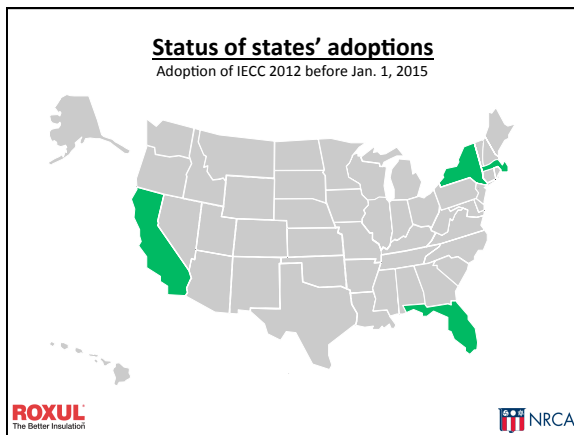 Status of states' adoptions
Adoption of IECC 2012 before Jan. 1, 2015
ROXUL®
The Better Insulation
NRCA